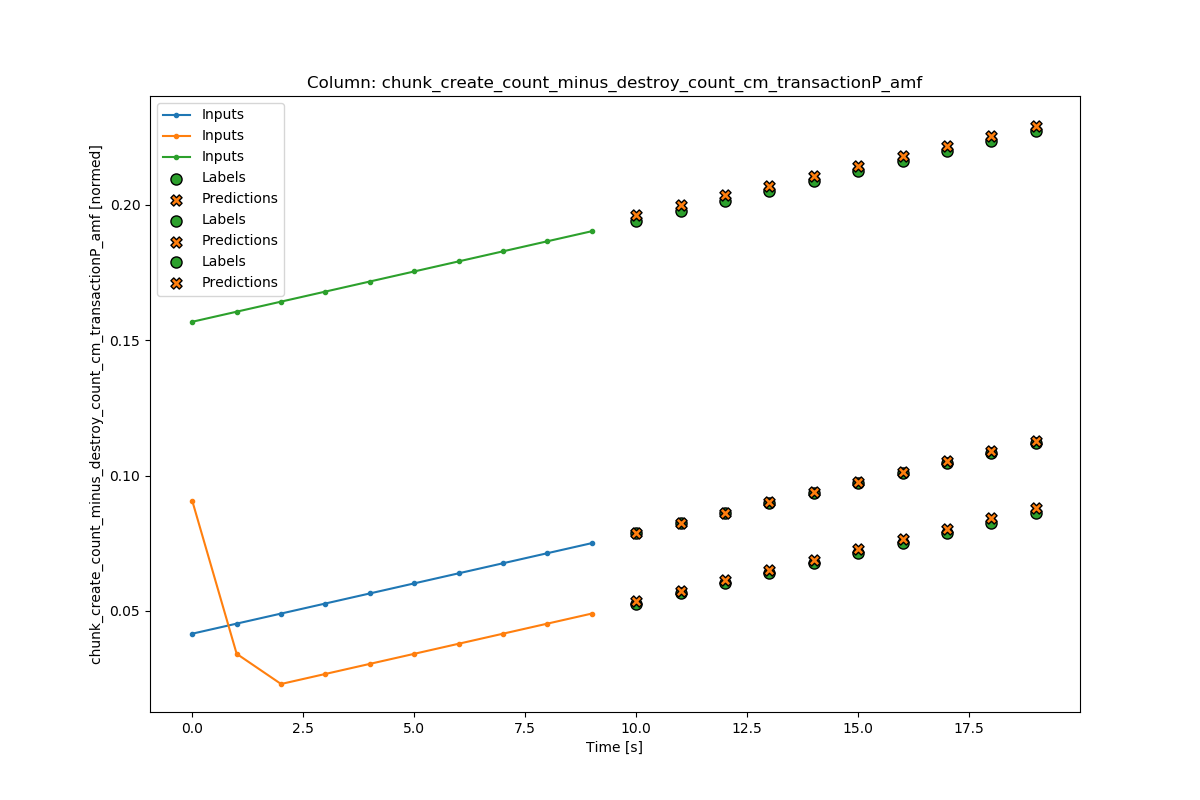 Column: chunk_create_count_minus_destroy_count_cm_transactionP_amf
Inputs
Inputs
Inputs
Labels
Predictions
Labels
Predictions
Labels
Predictions
chunk_create_count_minus_destroy_count_cm_transactionP_amf [normed]
0.20
0.15
0.10
0.05
0.0
2.5
5.0
7.5
10.0
12.5
15.0
17.5
Time [s]